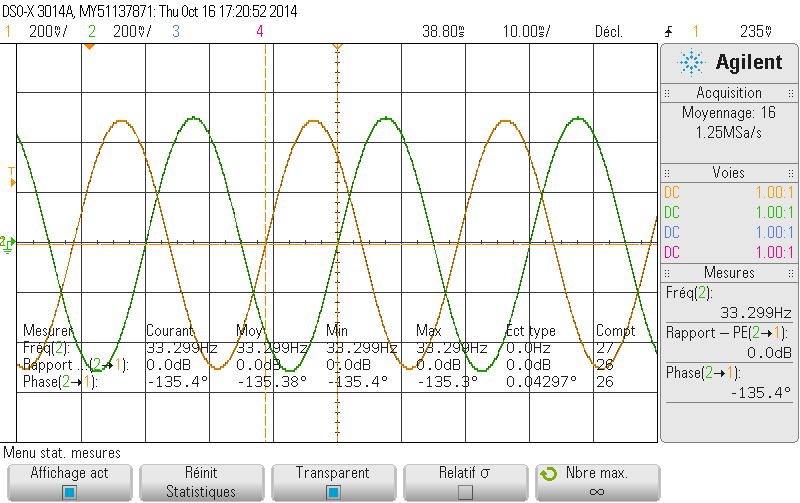 DSO-X 3014A, MY51137871: Thu Oct 16 17:20:52 2014
1 200mV/ 2 200mV/ 3 4 38.80ms 10.00ms/ Décl. 1 235mV
Agilent
Acquisition
Moyennage: 16
1.25MSa/s
Voies
DC 1.00:1
DC 1.00:1
DC 1.00:1
DC 1.00:1
Mesures
Fréq(2):
33.299Hz
Rapport – PE(2→1):
0.0dB
Phase(2→1):
-135.4°
T
2
Mesurer Courant Moy Min Max Ect type Compt
Fréq(2): 33.299Hz 33.299Hz 33.299Hz 33.299Hz 0.0Hz 27
Rapport ...(2→1): 0.0dB 0.0dB 0.0dB 0.0dB 0.0dB 26
Phase(2→1): -135.4° -135.38° -135.4° -135.3° 0.04297° 26
Menu stat. mesures
Affichage act
Réinit
Statistiques
Transparent
Relatif σ
Nbre max.
∞